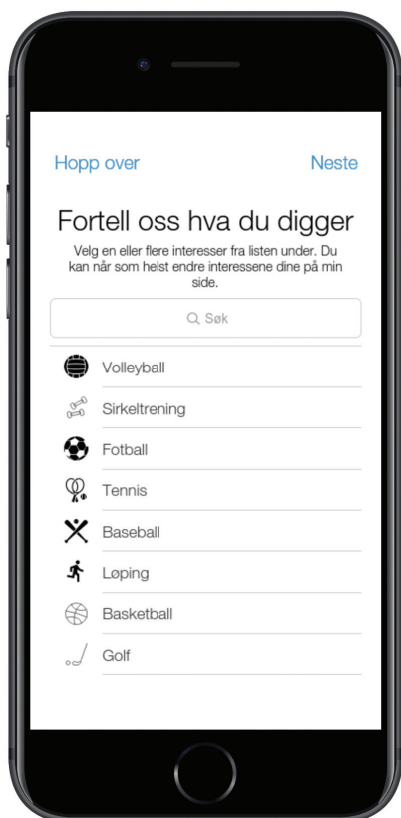 Hopp over
Neste
Fortell oss hva du digger
Velg en eller flere interesser fra listen under. Du
kan når som helst endre interessene dine på min
side.
Søk
Volleyball
Sirkeltrening
Fotball
Tennis
Baseball
Løping
Basketball
Golf